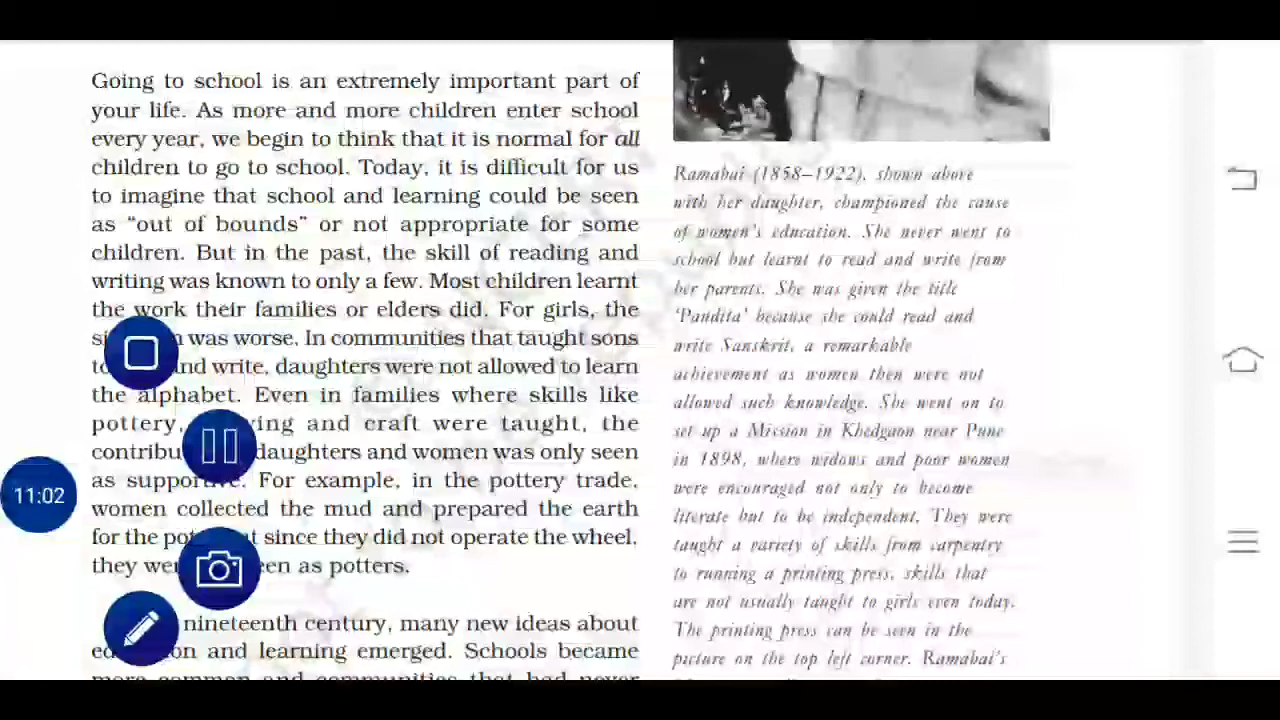 Going to school is an extremely important part of
your life. As more and more children enter school
every year, we begin to think that it is normal for all
children to go to school. Today, it is difficult for us
to imagine that school and learning could be seen
as “out of bounds” or not appropriate for some
children. But in the past, the skill of reading and
writing was known to only a few. Most children learnt
the work their families or elders did. For girls, the
was worse. In communities that taught sons
and write, daughters were not allowed to learn
the alphabet. Even in families where skills like
pottery, and craft were taught, the
daughters and women was only seen
as supportive. For example, in the pottery trade,
women collected the mud and prepared the earth
for the since they did not operate the wheel,
they as potters.
nineteenth century, many new ideas about
and learning emerged. Schools became
more common and communities that had never
Ramabai (1858–1922), shown above
with her daughter, championed the cause
of women's education. She never went to
school but learnt to read and write from
her parents. She was given the title
‘Pandita’ because she could read and
write Sanskrit, a remarkable
achievement as women then were not
allowed such knowledge. She went on to
set up a Mission in Khedgaon near Pune
in 1898, where widows and poor women
were encouraged not only to become
literate but to be independent. They were
taught a variety of skills from carpentry
to running a printing press, skills that
are not usually taught to girls even today.
The printing press can be seen in the
picture on the top left corner. Ramabai's
11:02